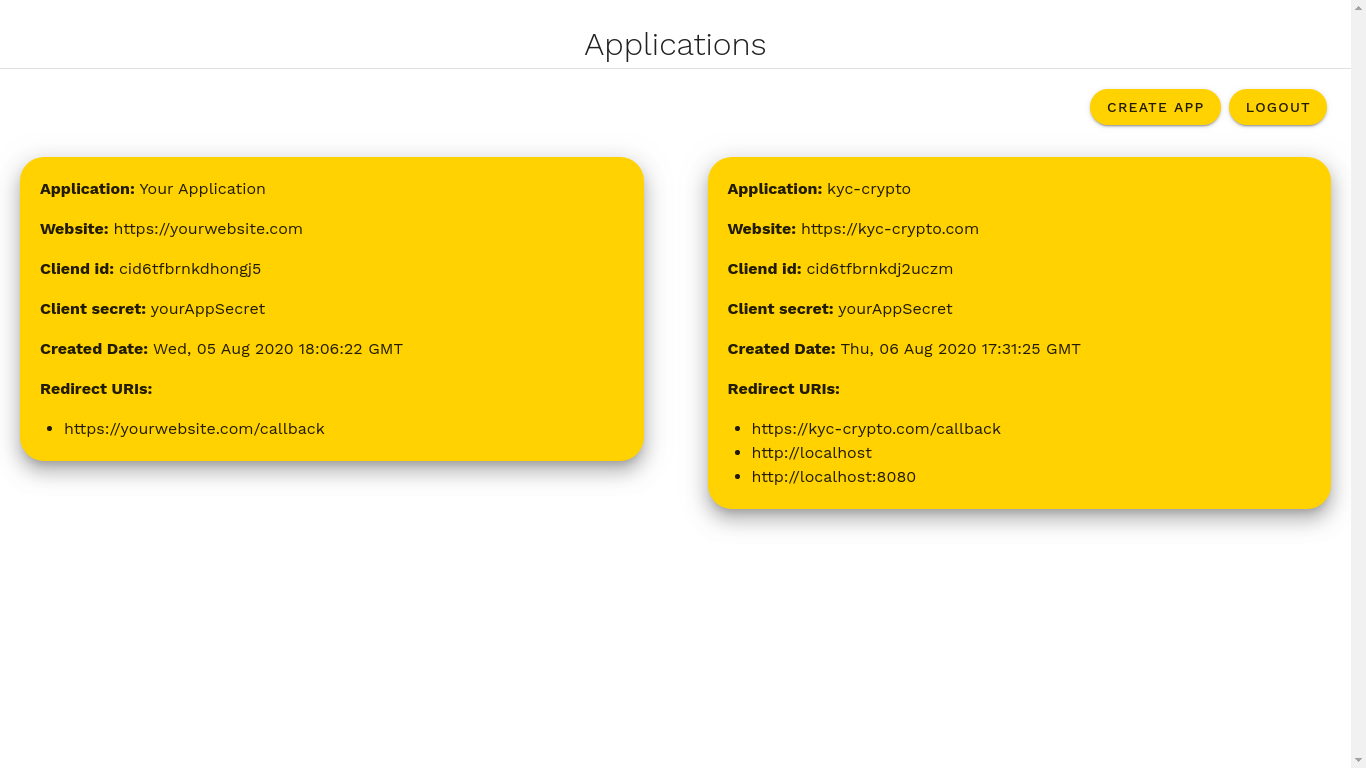 Applications
CREATE APP
LOGOUT
Application: Your Application
Website: https://yourwebsite.com
Cliend id: cid6tfbrnkdhongj5
Client secret: yourAppSecret
Created Date: Wed, 05 Aug 2020 18:06:22 GMT
Redirect URIs:
https://yourwebsite.com/callback
Application: kyc-crypto
Website: https://kyc-crypto.com
Cliend id: cid6tfbrnkdj2uczm
Client secret: yourAppSecret
Created Date: Thu, 06 Aug 2020 17:31:25 GMT
Redirect URIs:
https://kyc-crypto.com/callback
http://localhost
http://localhost:8080